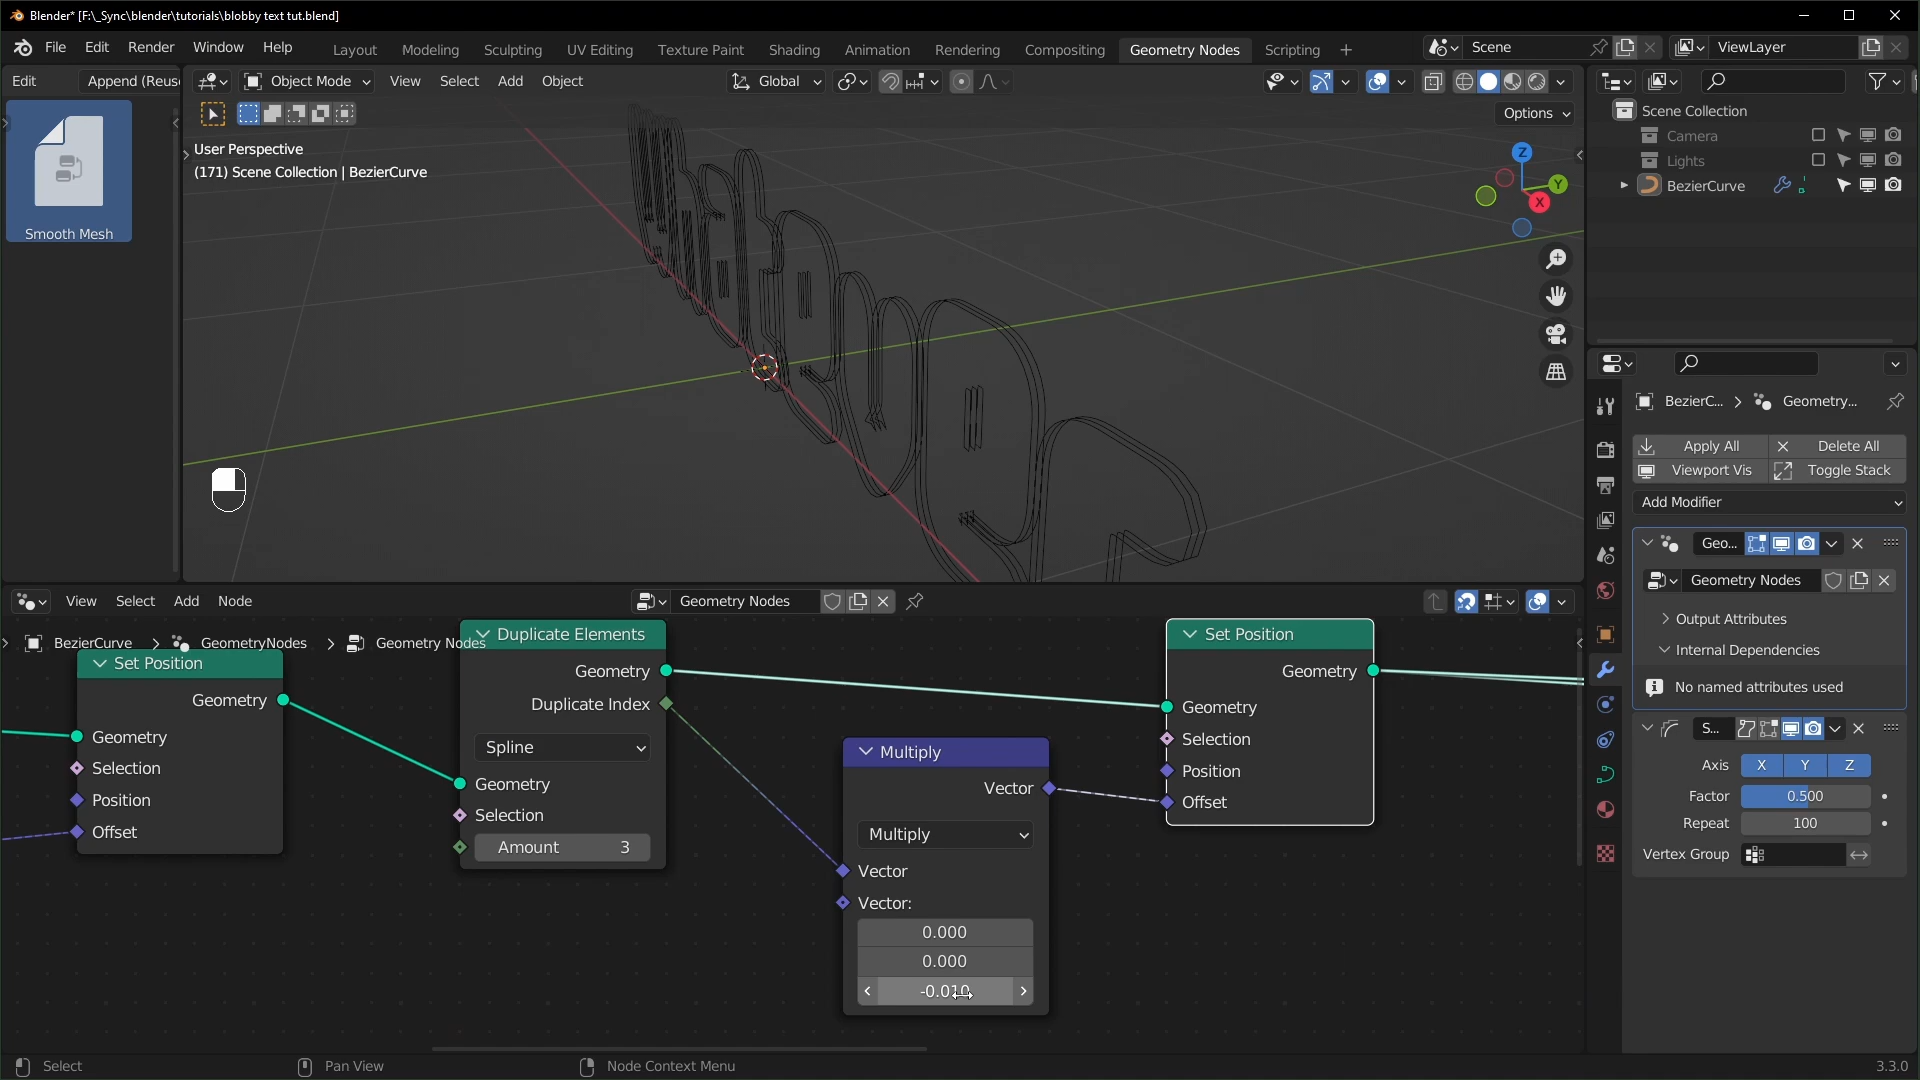 Blender* [F:\_Sync\blender\tutorials\blobby text tut.blend]
File Edit Render Window Help Layout Modeling Sculpting UV Editing Texture Paint Shading Animation Rendering Compositing Geometry Nodes Scripting + Scene ViewLayer
Edit Append (Reus Object Mode View Select Add Object Global
Options
Smooth Mesh
User Perspective
(171) Scene Collection | BezierCurve
Z
Y
X
Scene Collection
Camera
Lights
BezierCurve
BezierC... > Geometry...
Apply All Delete All
Viewport Vis Toggle Stack
Add Modifier
Geo...
Geometry Nodes
Output Attributes
Internal Dependencies
No named attributes used
S...
Axis X Y Z
Factor 0.500
Repeat 100
Vertex Group
View Select Add Node Geometry Nodes
BezierCurve > GeometryNodes > Geometry Nodes
Set Position
Geometry
Geometry
Selection
Position
Offset
Duplicate Elements
Geometry
Duplicate Index
Spline
Geometry
Selection
Amount 3
Multiply
Vector
Multiply
Vector
Vector:
0.000
0.000
-0.010
Set Position
Geometry
Geometry
Selection
Position
Offset
Select Pan View Node Context Menu 3.3.0